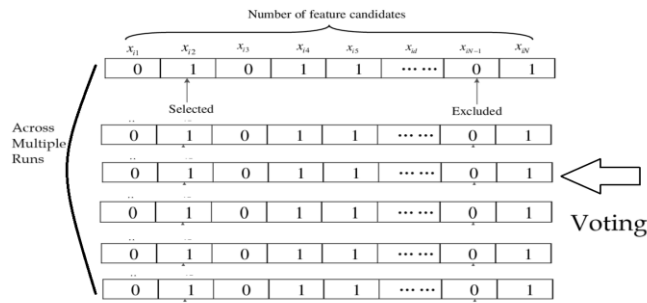 Number of feature candidates
x_{i1} x_{i2} x_{i3} x_{i4} x_{i5} x_{id} x_{iN-1} x_{iN}
0 1 0 1 1 ...... 0 1
Selected Excluded
Across
Multiple
Runs
0 1 0 1 1 ...... 0 1
0 1 0 1 1 ...... 0 1
0 1 0 1 1 ...... 0 1
0 1 0 1 1 ...... 0 1
0 1 0 1 1 ...... 0 1
Voting